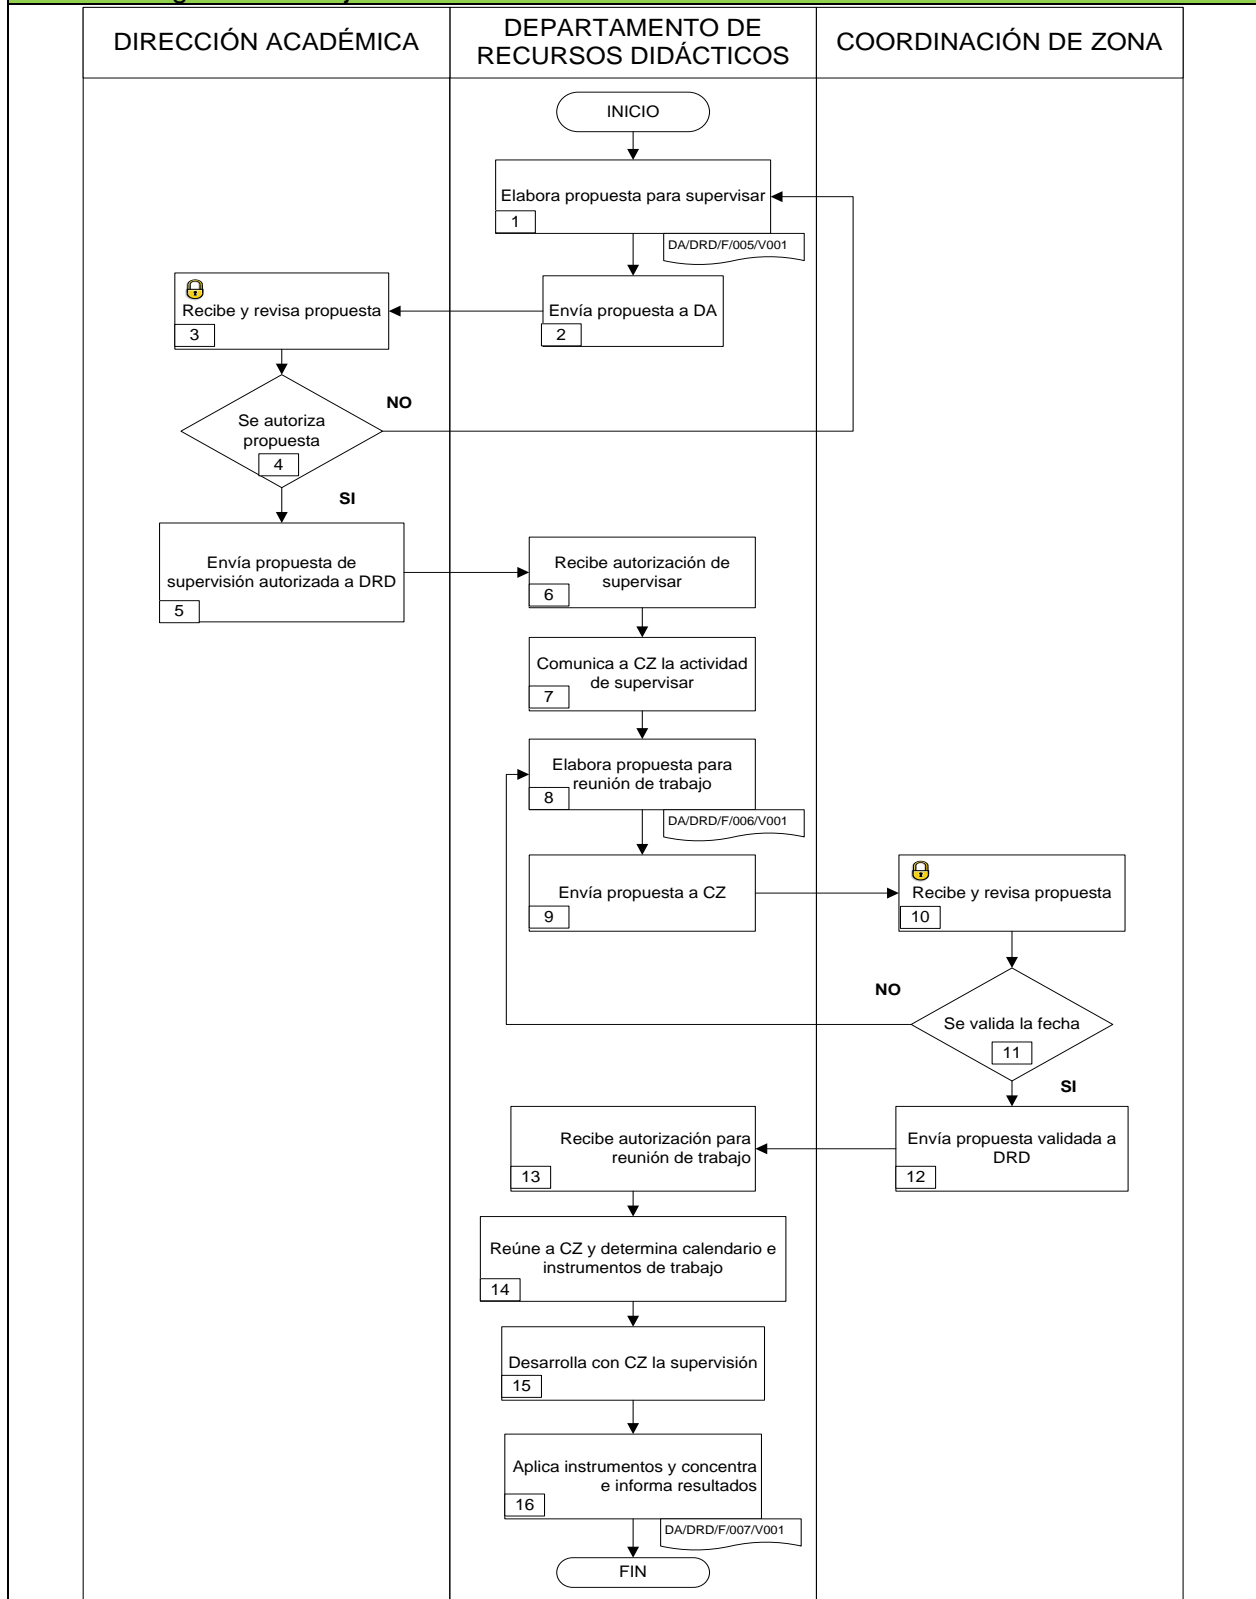 DIRECCIÓN ACADÉMICA
DEPARTAMENTO DE
RECURSOS DIDÁCTICOS
COORDINACIÓN DE ZONA
INICIO
Elabora propuesta para supervisar
1
DA/DRD/F/005/V001
Envía propuesta a DA
2
Recibe y revisa propuesta
3
Se autoriza
propuesta
4
NO
SI
Envía propuesta de
supervisión autorizada a DRD
5
Recibe autorización de
supervisar
6
Comunica a CZ la actividad
de supervisar
7
Elabora propuesta para
reunión de trabajo
8
DA/DRD/F/006/V001
Envía propuesta a CZ
9
Recibe y revisa propuesta
10
NO
Se valida la fecha
11
SI
Envía propuesta validada a
DRD
12
Recibe autorización para
reunión de trabajo
13
Reúne a CZ y determina calendario e
instrumentos de trabajo
14
Desarrolla con CZ la supervisión
15
Aplica instrumentos y concentra
e informa resultados
16
DA/DRD/F/007/V001
FIN